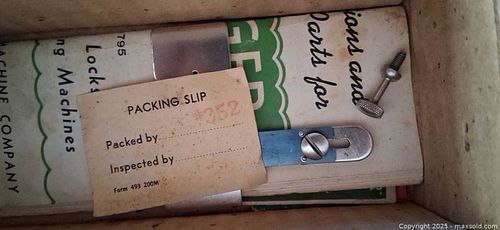 PACKING SLIP
#352
Packed by
Inspected by
Form 493 200M
ions and
Parts for
795
Locks
ng Machines
ACHINE COMPANY
Copyright 2025 - maxsold.com